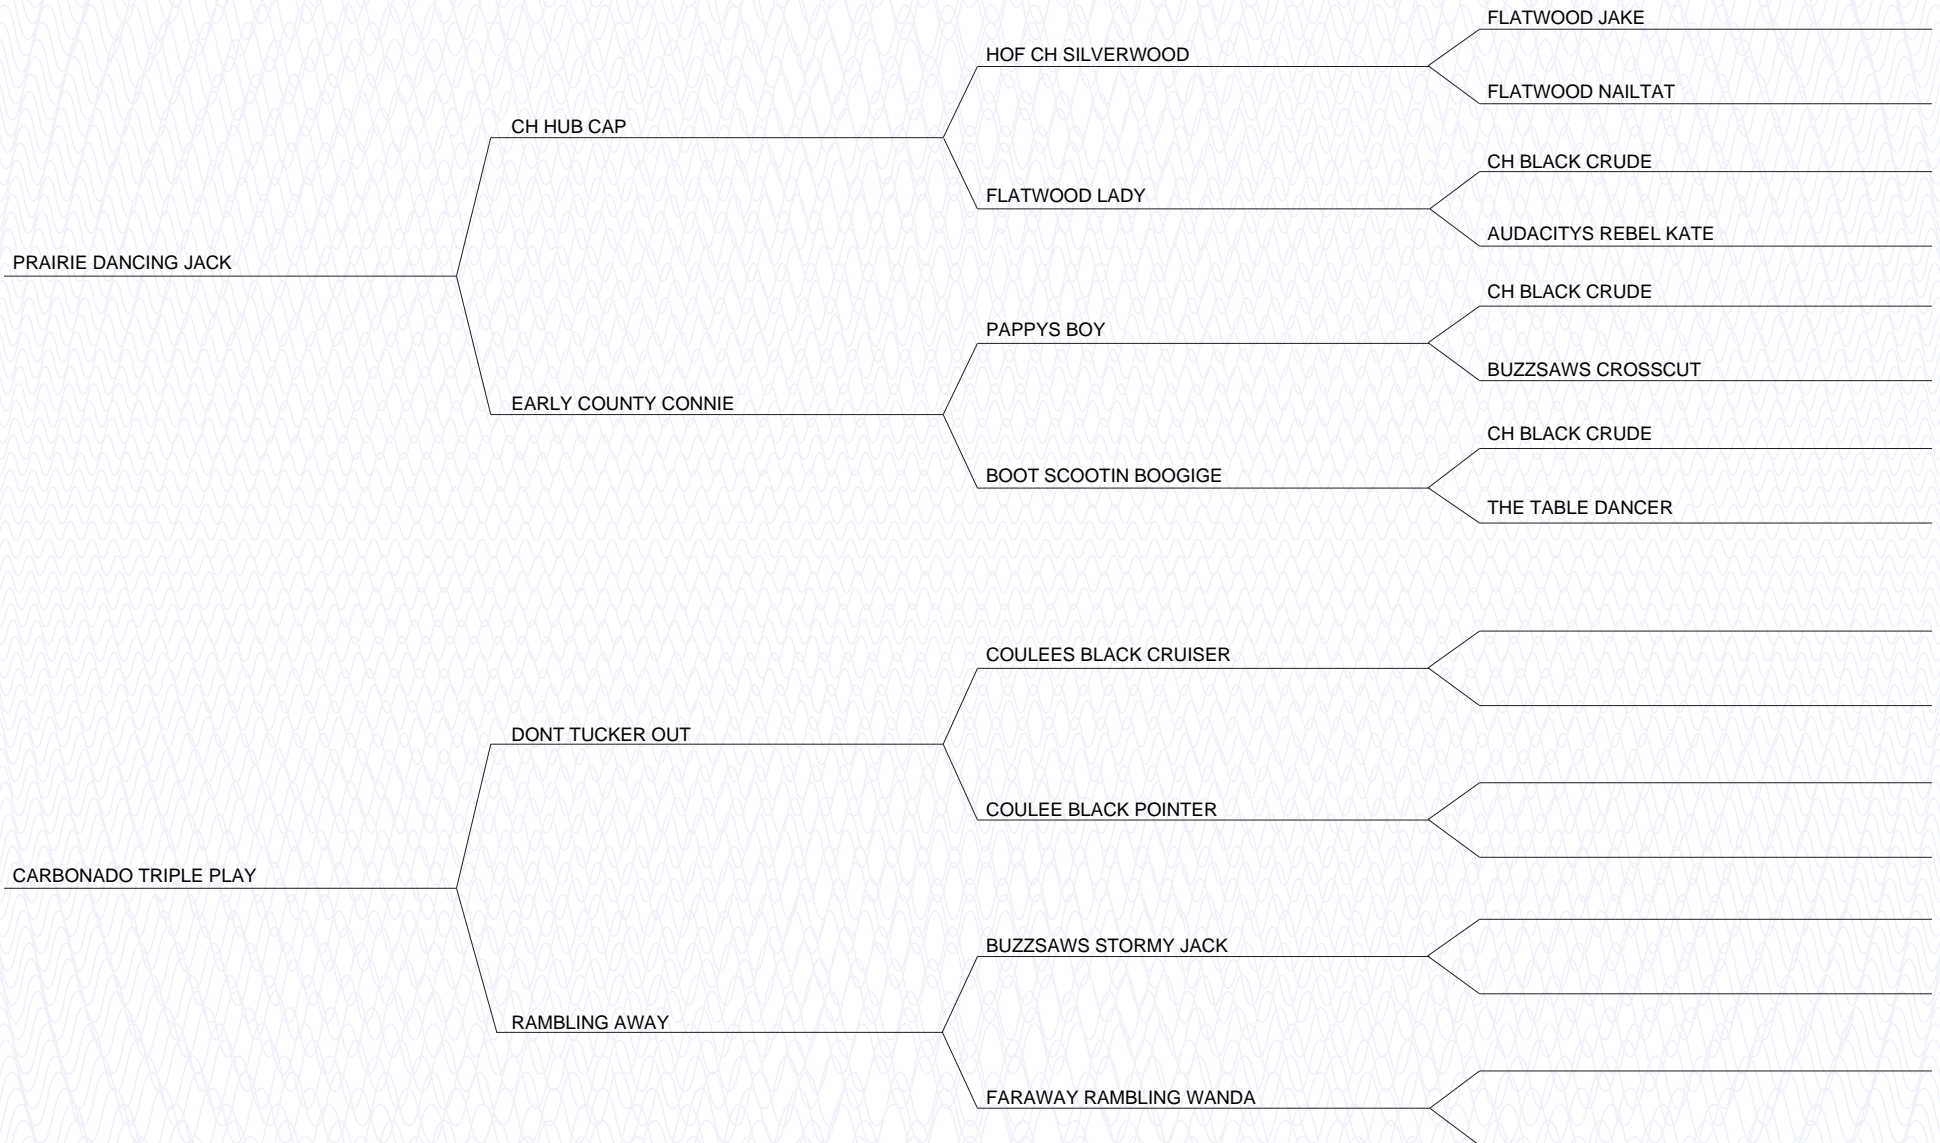 FLATWOOD JAKE
HOF CH SILVERWOOD
FLATWOOD NAILTAT
CH HUB CAP
CH BLACK CRUDE
FLATWOOD LADY
AUDACITYS REBEL KATE
PRAIRIE DANCING JACK
CH BLACK CRUDE
PAPPYS BOY
BUZZSAWS CROSSCUT
EARLY COUNTY CONNIE
CH BLACK CRUDE
BOOT SCOOTIN BOOGIGE
THE TABLE DANCER
COULEES BLACK CRUISER
DONT TUCKER OUT
COULEE BLACK POINTER
CARBONADO TRIPLE PLAY
BUZZSAWS STORMY JACK
RAMBLING AWAY
FARAWAY RAMBLING WANDA